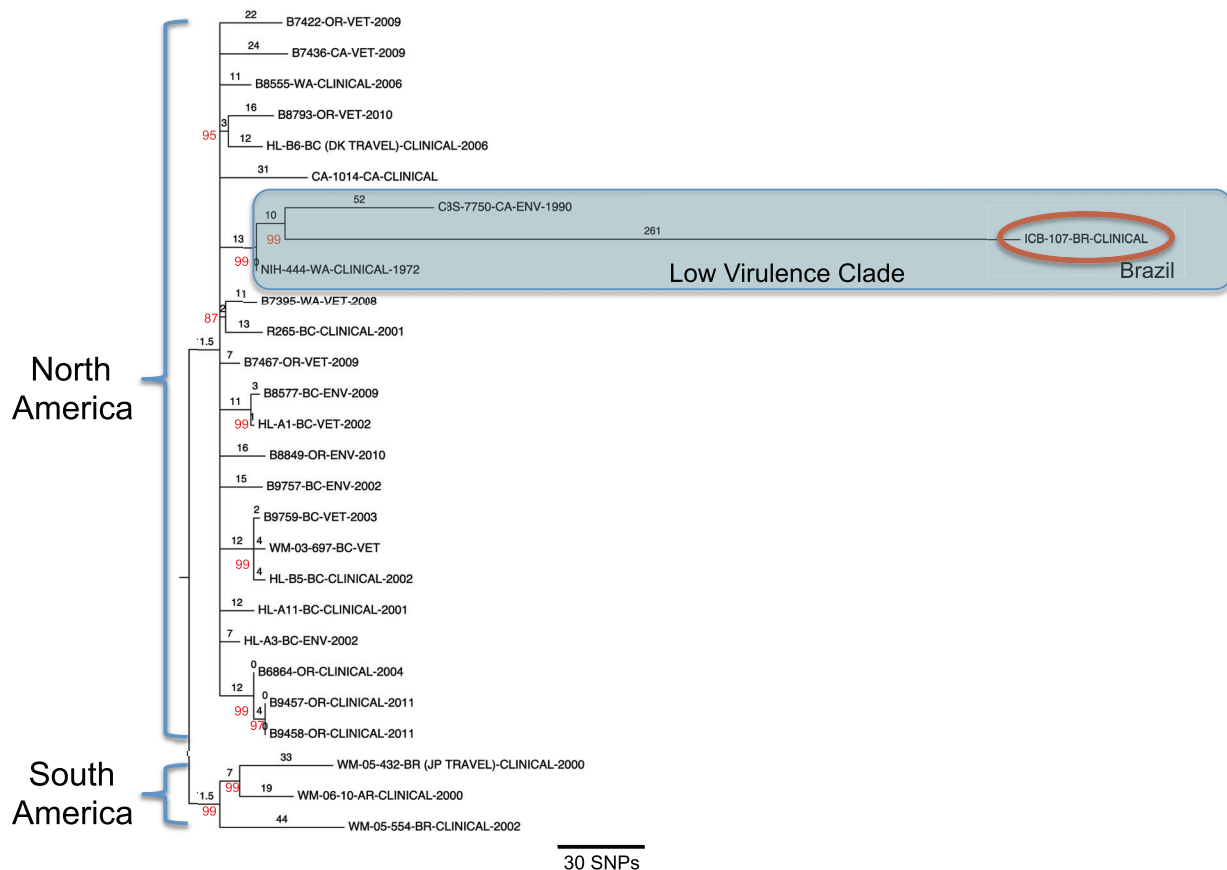 22
B7422-OR-VET-2009
24
B7436-CA-VET-2009
11
B8555-WA-CLINICAL-2006
16
B8793-OR-VET-2010
3
95
12
HL-B6-BC (DK TRAVEL)-CLINICAL-2006
31
CA-1014-CA-CLINICAL
52
CBS-7750-CA-ENV-1990
10
99
261
ICB-107-BR-CLINICAL
13
99
0
NIH-444-WA-CLINICAL-1972
Low Virulence Clade
Brazil
11
B7395-WA-VET-2008
2
87
13
R265-BC-CLINICAL-2001
1.5
7
B7467-OR-VET-2009
North
America
3
B8577-BC-ENV-2009
11
99
1
HL-A1-BC-VET-2002
16
B8849-OR-ENV-2010
15
B9757-BC-ENV-2002
2
B9759-BC-VET-2003
12
4
WM-03-697-BC-VET
99
4
HL-B5-BC-CLINICAL-2002
12
HL-A11-BC-CLINICAL-2001
7
HL-A3-BC-ENV-2002
0
B6864-OR-CLINICAL-2004
12
99
0
B9457-OR-CLINICAL-2011
4
97
0
B9458-OR-CLINICAL-2011
South
America
33
WM-05-432-BR (JP TRAVEL)-CLINICAL-2000
7
99
19
WM-06-10-AR-CLINICAL-2000
1.5
99
44
WM-05-554-BR-CLINICAL-2002
30 SNPs